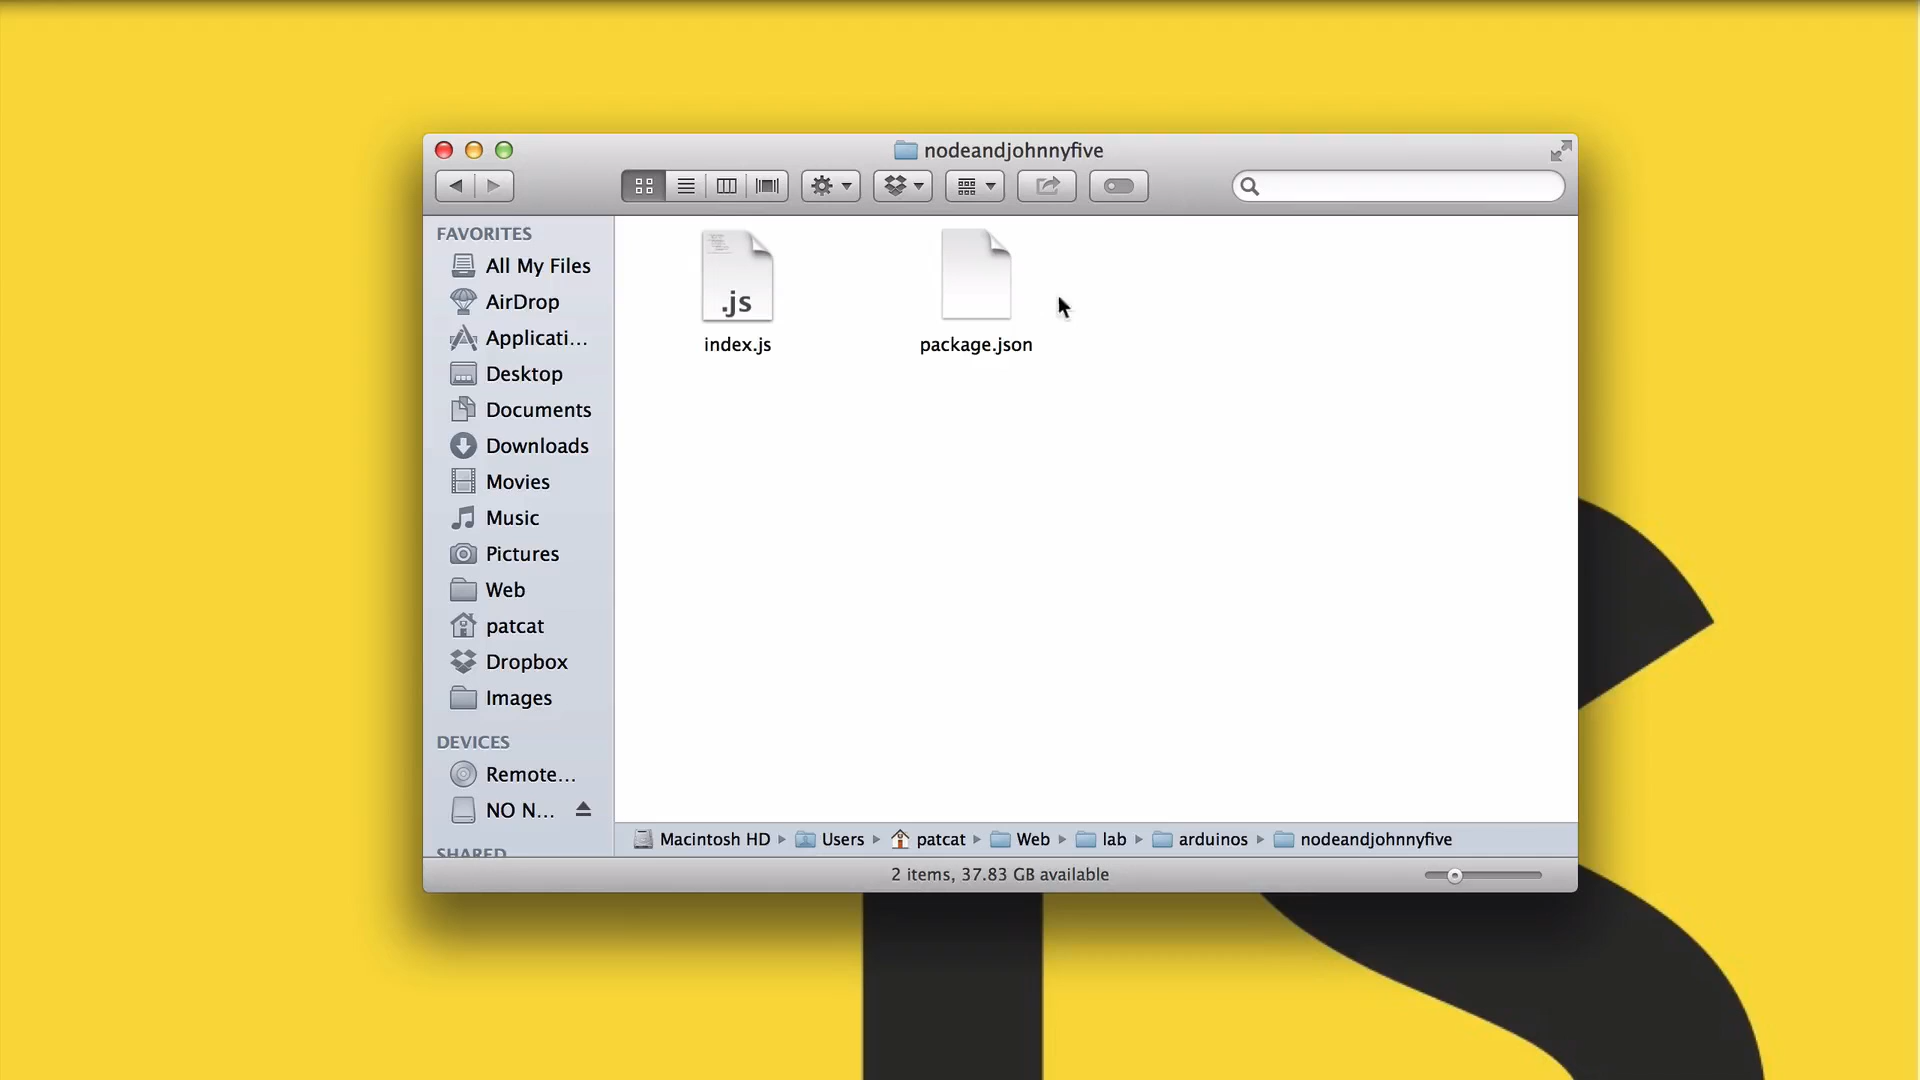 nodeandjohnnyfive
FAVORITES
All My Files
AirDrop
Applicati...
Desktop
Documents
Downloads
Movies
Music
Pictures
Web
patcat
Dropbox
Images
DEVICES
Remote...
NO N...
SHARED
.js
index.js
package.json
Macintosh HD Users patcat Web lab arduinos nodeandjohnnyfive
2 items, 37.83 GB available